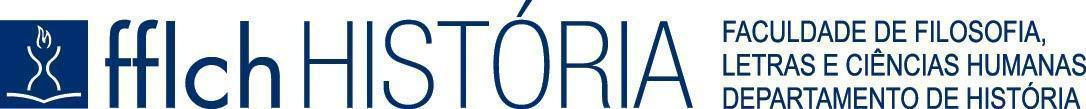 fflch HISTÓRIA
FACULDADE DE FILOSOFIA,
LETRAS E CIÊNCIAS HUMANAS
DEPARTAMENTO DE HISTÓRIA